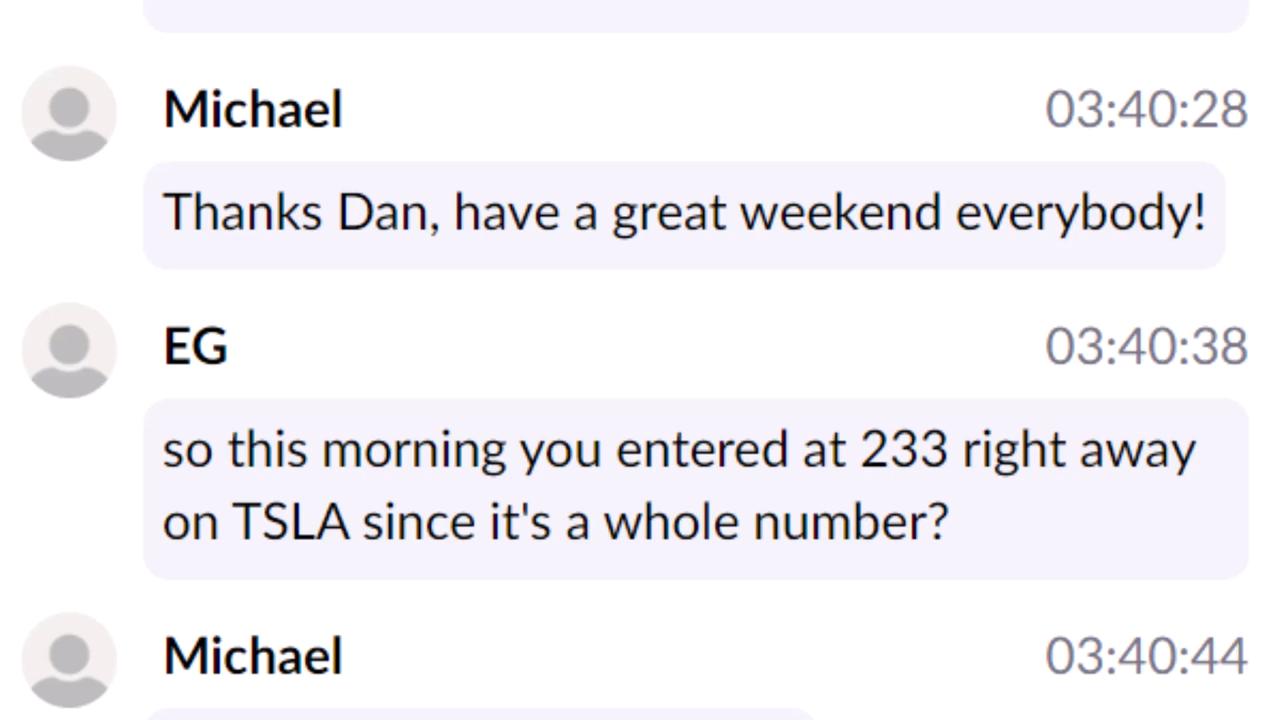 Michael 03:40:28
Thanks Dan, have a great weekend everybody!
EG 03:40:38
so this morning you entered at 233 right away
on TSLA since it's a whole number?
Michael 03:40:44